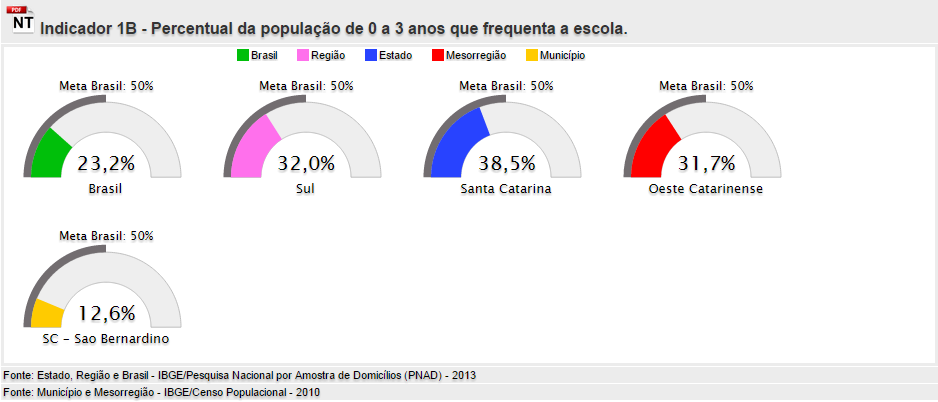 PDF
NT
Indicador 1B - Percentual da população de 0 a 3 anos que frequenta a escola.
Brasil Região Estado Mesorregião Município
Meta Brasil: 50% Meta Brasil: 50% Meta Brasil: 50% Meta Brasil: 50%
23,2% 32,0% 38,5% 31,7%
Brasil Sul Santa Catarina Oeste Catarinense
Meta Brasil: 50%
12,6%
SC - Sao Bernardino
Fonte: Estado, Região e Brasil - IBGE/Pesquisa Nacional por Amostra de Domicílios (PNAD) - 2013
Fonte: Município e Mesorregião - IBGE/Censo Populacional - 2010